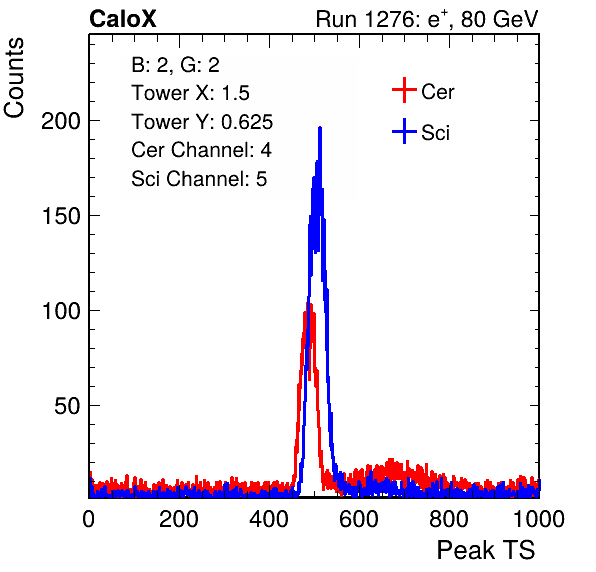 CaloX Run 1276: e⁺, 80 GeV
Counts
B: 2, G: 2
Tower X: 1.5
Tower Y: 0.625
Cer Channel: 4
Sci Channel: 5
Cer
Sci
200
150
100
50
0 200 400 600 800 1000
Peak TS